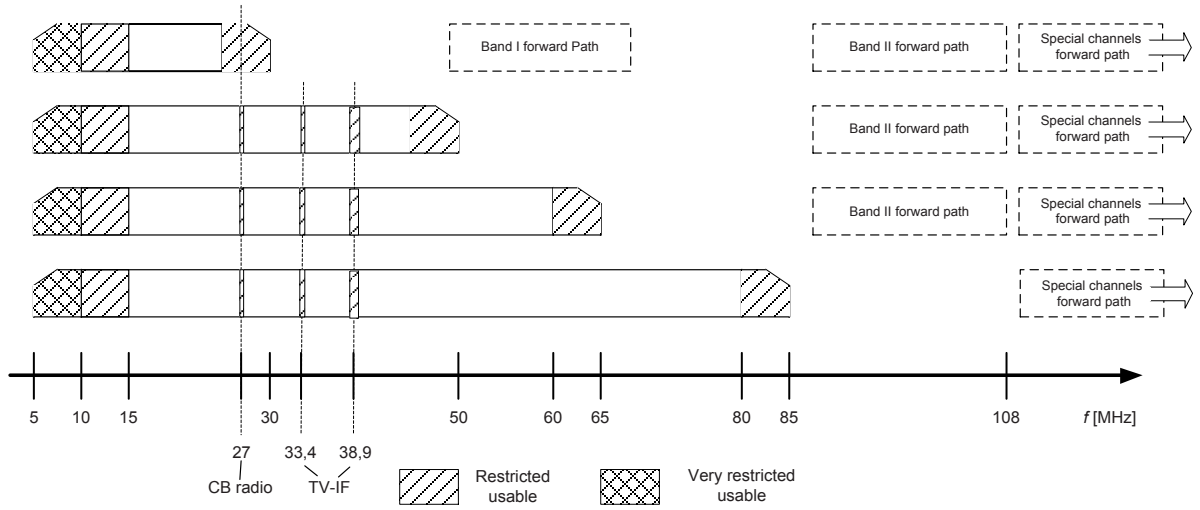 Band I forward Path
Band II forward path
Special channels
forward path
Band II forward path
Special channels
forward path
Band II forward path
Special channels
forward path
Special channels
forward path
5 10 15 30 50 60 65 80 85 108 f [MHz]
27 33,4 38,9
CB radio TV-IF
Restricted
usable
Very restricted
usable